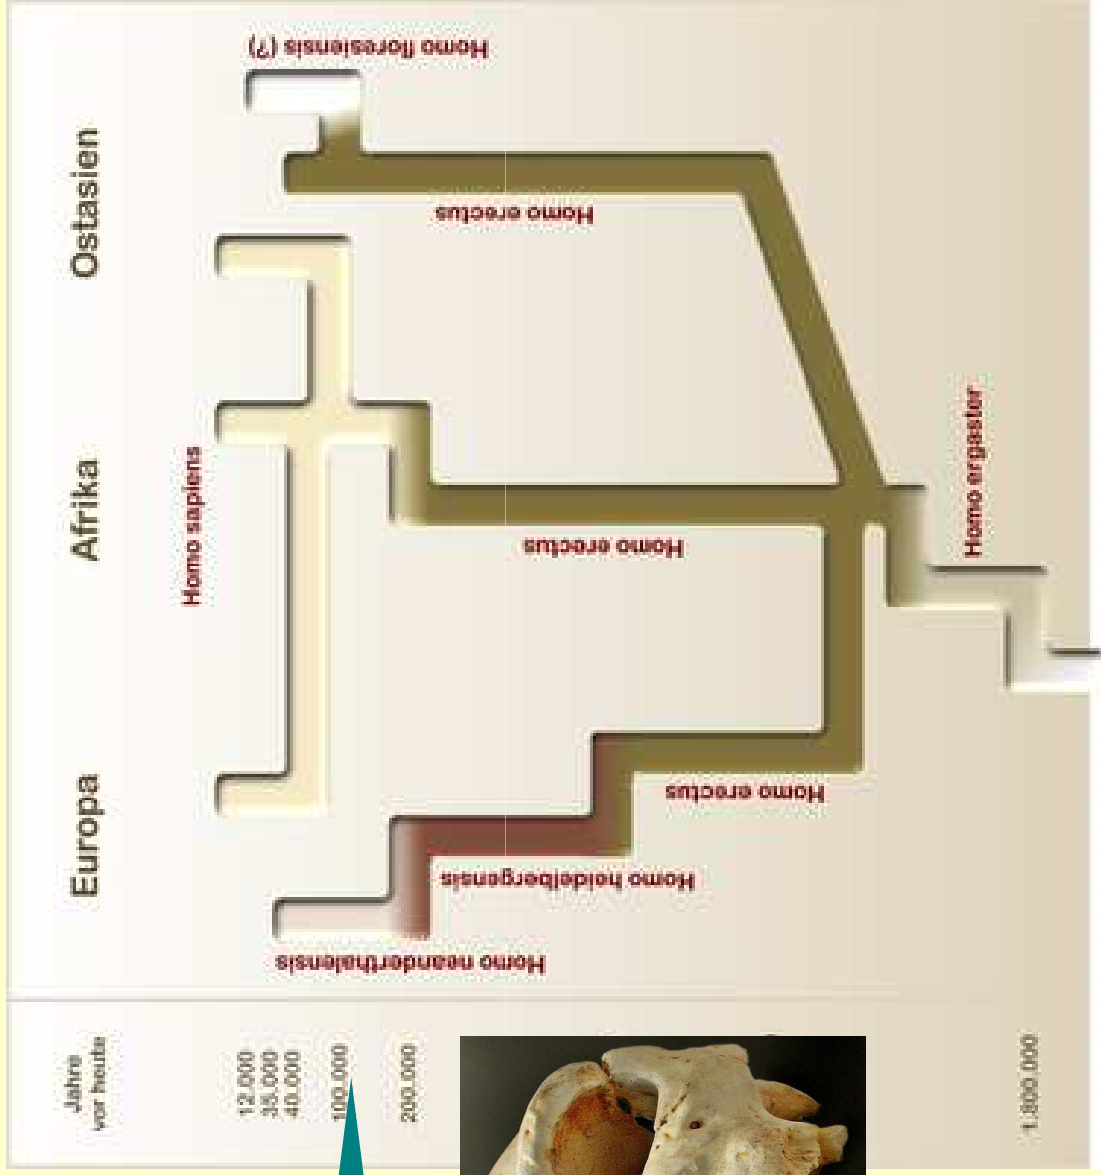 Jahre
vor heute
Europa
Afrika
Ostasien
12.000
35.000
40.000
100.000
200.000
1.800.000
Homo sapiens
Homo neanderthalensis
Homo heidelbergensis
Homo erectus
Homo erectus
Homo erectus
Homo floresiensis (?)
Homo ergaster